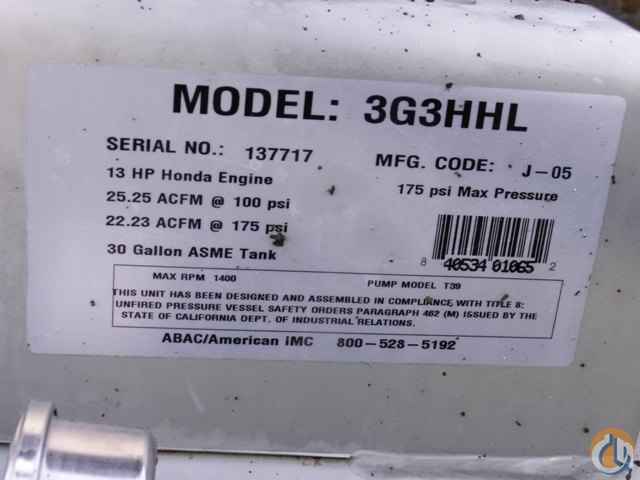 MODEL: 3G3HHL
SERIAL NO.: 137717
MFG. CODE: J-05
13 HP Honda Engine
175 psi Max Pressure
25.25 ACFM @ 100 psi
22.23 ACFM @ 175 psi
30 Gallon ASME Tank
8 40534 01065 2
MAX RPM 1400 PUMP MODEL T39
THIS UNIT HAS BEEN DESIGNED AND ASSEMBLED IN COMPLIANCE WITH TITLE 8:
UNFIRED PRESSURE VESSEL SAFETY ORDERS PARAGRAPH 462 (M) ISSUED BY THE
STATE OF CALIFORNIA DEPT. OF INDUSTRIAL RELATIONS.
ABAC/American IMC 800-528-5192